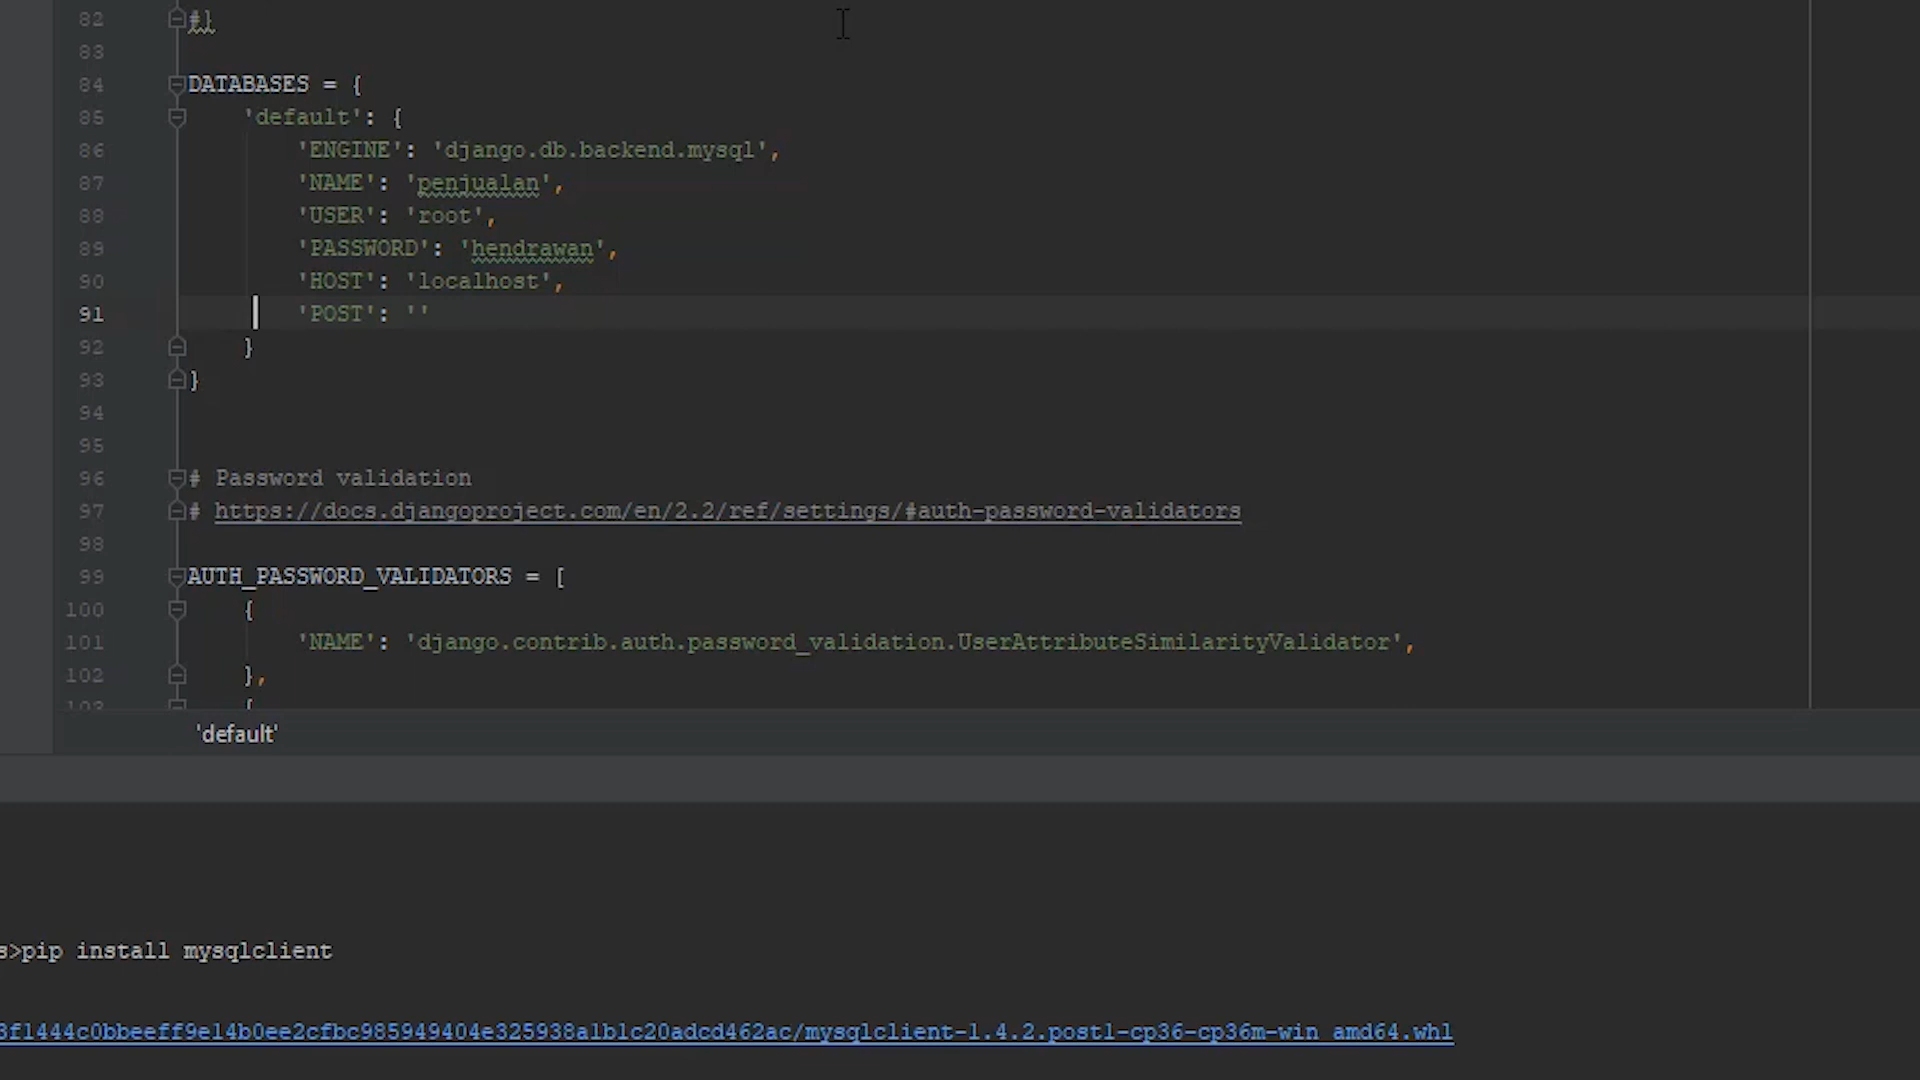 82 #}
83
84 DATABASES = {
85 'default': {
86 'ENGINE': 'django.db.backend.mysql',
87 'NAME': 'penjualan',
88 'USER': 'root',
89 'PASSWORD': 'hendrawan',
90 'HOST': 'localhost',
91 'POST': ''
92 }
93 }
94
95
96 # Password validation
97 # https://docs.djangoproject.com/en/2.2/ref/settings/#auth-password-validators
98
99 AUTH_PASSWORD_VALIDATORS = [
100 {
101 'NAME': 'django.contrib.auth.password_validation.UserAttributeSimilarityValidator',
102 },
103 {
'default'
s>pip install mysqlclient
3f1444c0bbeeff9e14b0ee2cfbc985949404e325938a1b1c20adcd462ac/mysqlclient-1.4.2.post1-cp36-cp36m-win_amd64.whl